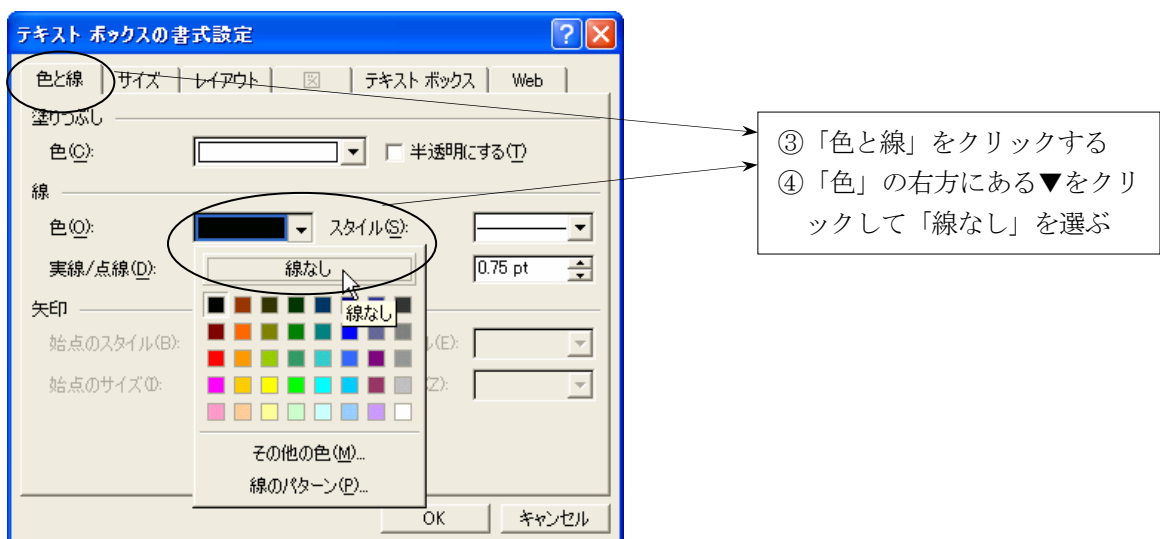 テキスト ボックスの書式設定
色と線 サイズ レイアウト 図 テキスト ボックス Web
塗りつぶし
色(C): 半透明にする(T)
線
色(O): スタイル(S):
線なし
実線/点線(D): 0.75 pt
線なし
矢印
始点のスタイル(B): (E):
始点のサイズ(I): (Z):
その他の色(M)...
線のパターン(P)...
OK キャンセル
③「色と線」をクリックする
④「色」の右方にある▼をクリ
ックして「線なし」を選ぶ